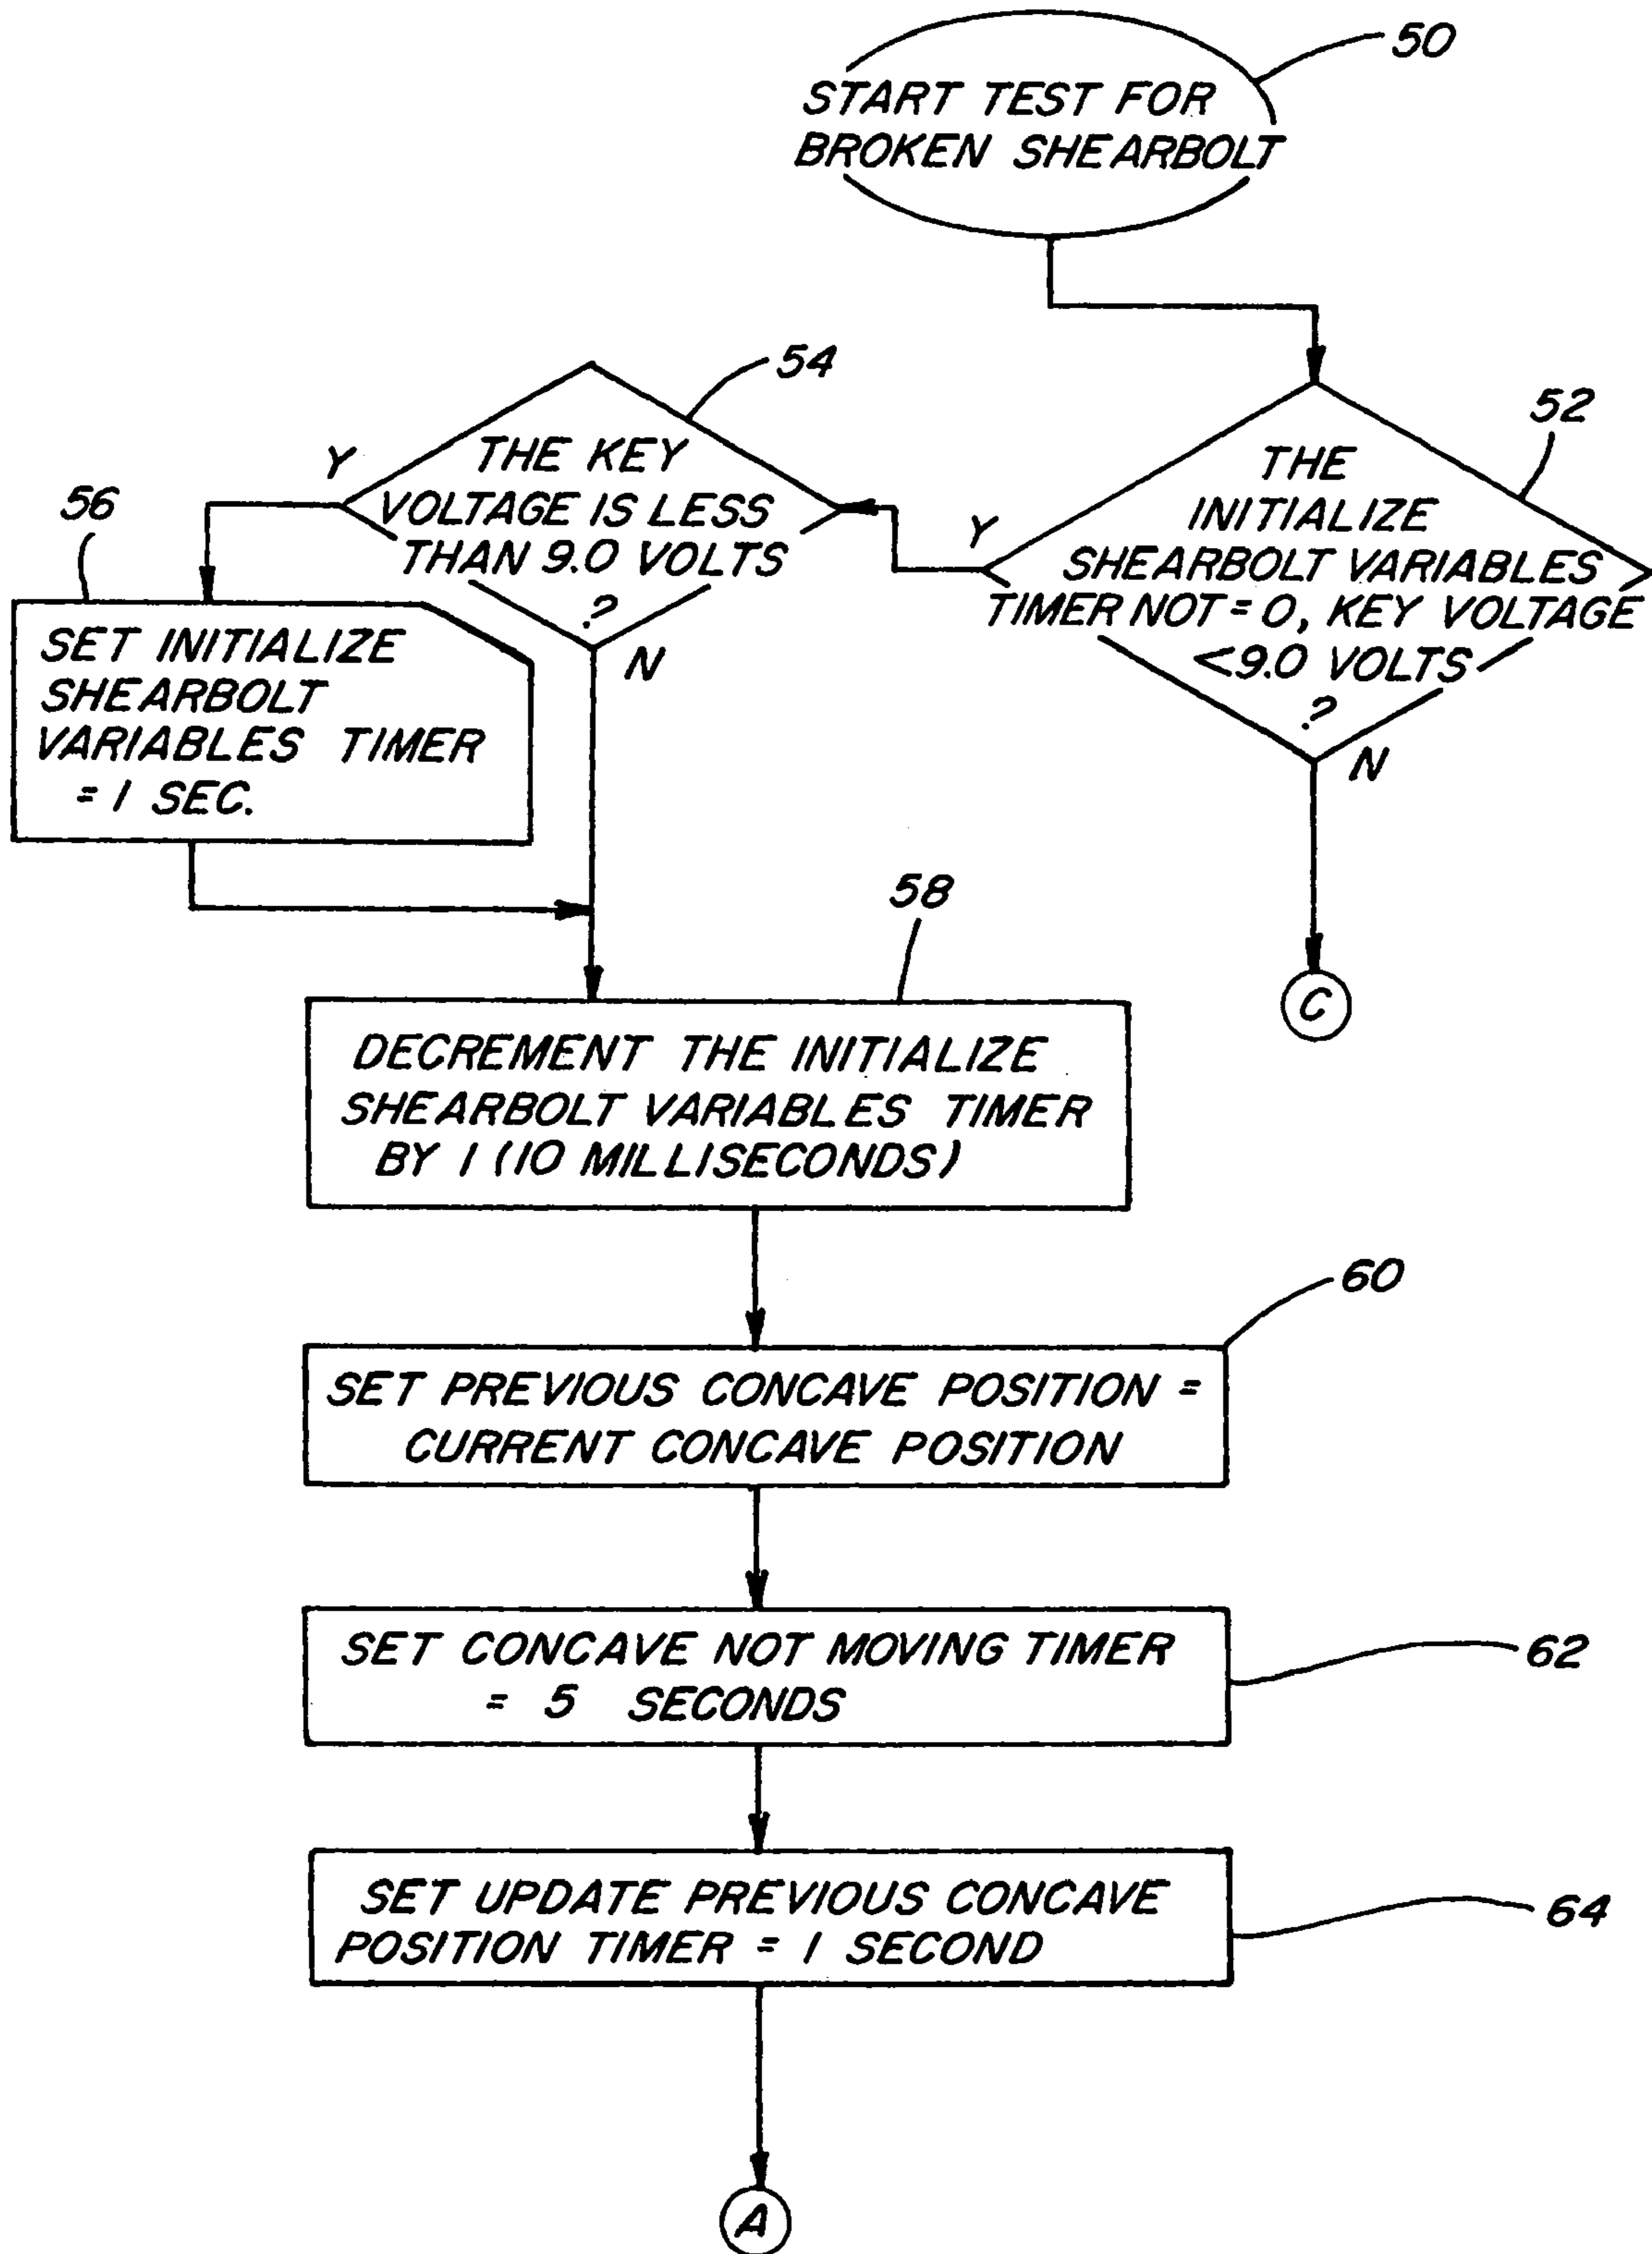 50
START TEST FOR
BROKEN SHEARBOLT
54
52
Y
THE KEY
VOLTAGE IS LESS
THAN 9.0 VOLTS
?
N
Y
THE
INITIALIZE
SHEARBOLT VARIABLES
TIMER NOT = 0, KEY VOLTAGE
<9.0 VOLTS
?
N
56
SET INITIALIZE
SHEARBOLT
VARIABLES TIMER
= 1 SEC.
C
58
DECREMENT THE INITIALIZE
SHEARBOLT VARIABLES TIMER
BY 1 (10 MILLISECONDS)
60
SET PREVIOUS CONCAVE POSITION =
CURRENT CONCAVE POSITION
SET CONCAVE NOT MOVING TIMER
= 5 SECONDS
62
SET UPDATE PREVIOUS CONCAVE
POSITION TIMER = 1 SECOND
64
A